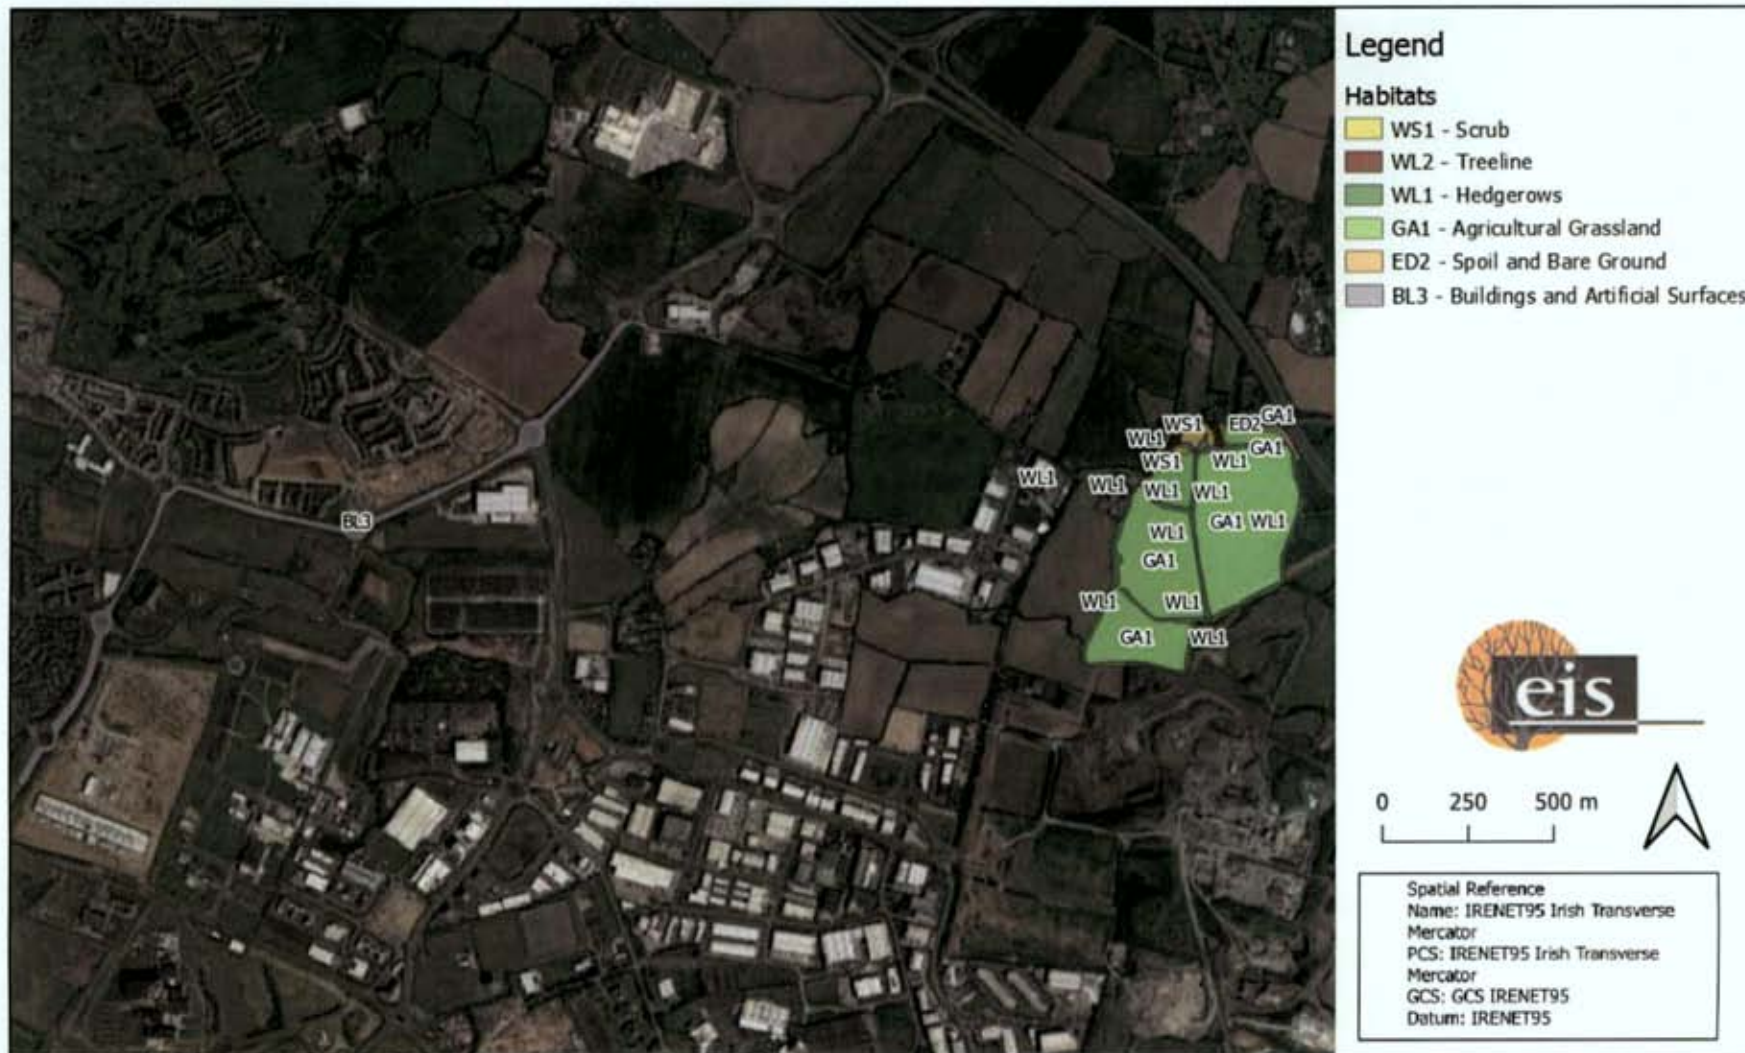 Legend
Habitats
WS1 - Scrub
WL2 - Treeline
WL1 - Hedgerows
GA1 - Agricultural Grassland
ED2 - Spoil and Bare Ground
BL3 - Buildings and Artificial Surfaces
WS1 ED2 GA1
WL1 GA1
WS1 WL1
WL1 WL1 WL1 WL1
GA1 WL1
WL1
GA1
WL1 WL1
GA1 WL1
BL3
eis
0 250 500 m
Spatial Reference
Name: IRENET95 Irish Transverse
Mercator
PCS: IRENET95 Irish Transverse
Mercator
GCS: GCS IRENET95
Datum: IRENET95